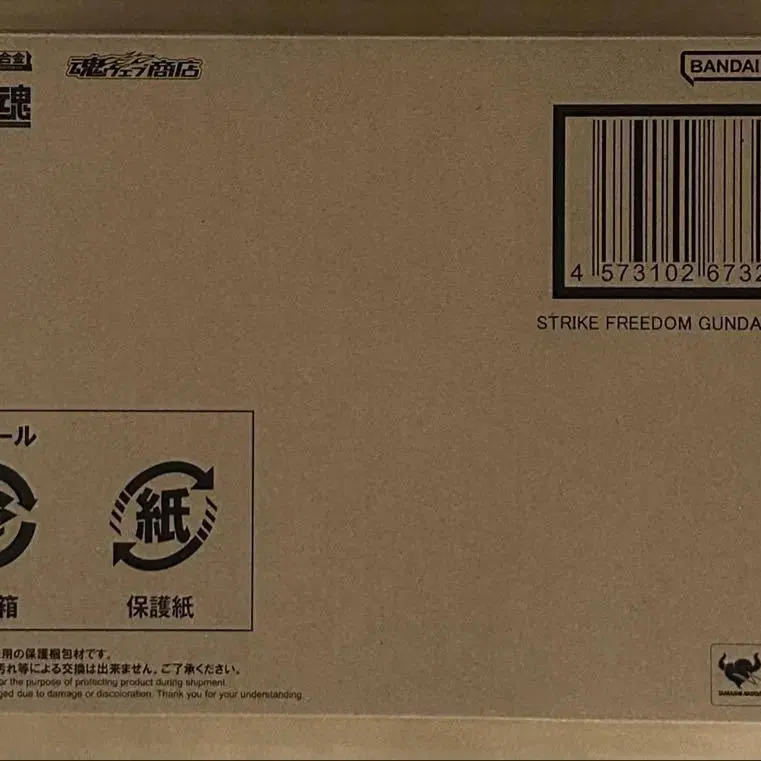 合金
魂
魂ウェブ商店
BANDAI
4 573102 6732
STRIKE FREEDOM GUNDA
ール
紙
箱
保護紙
用の保護梱包材です。
汚れ等による交換は出来ません。ご了承ください。
or the purpose of protecting product during shipment.
ged due to damage or discoloration. Thank you for your understanding.